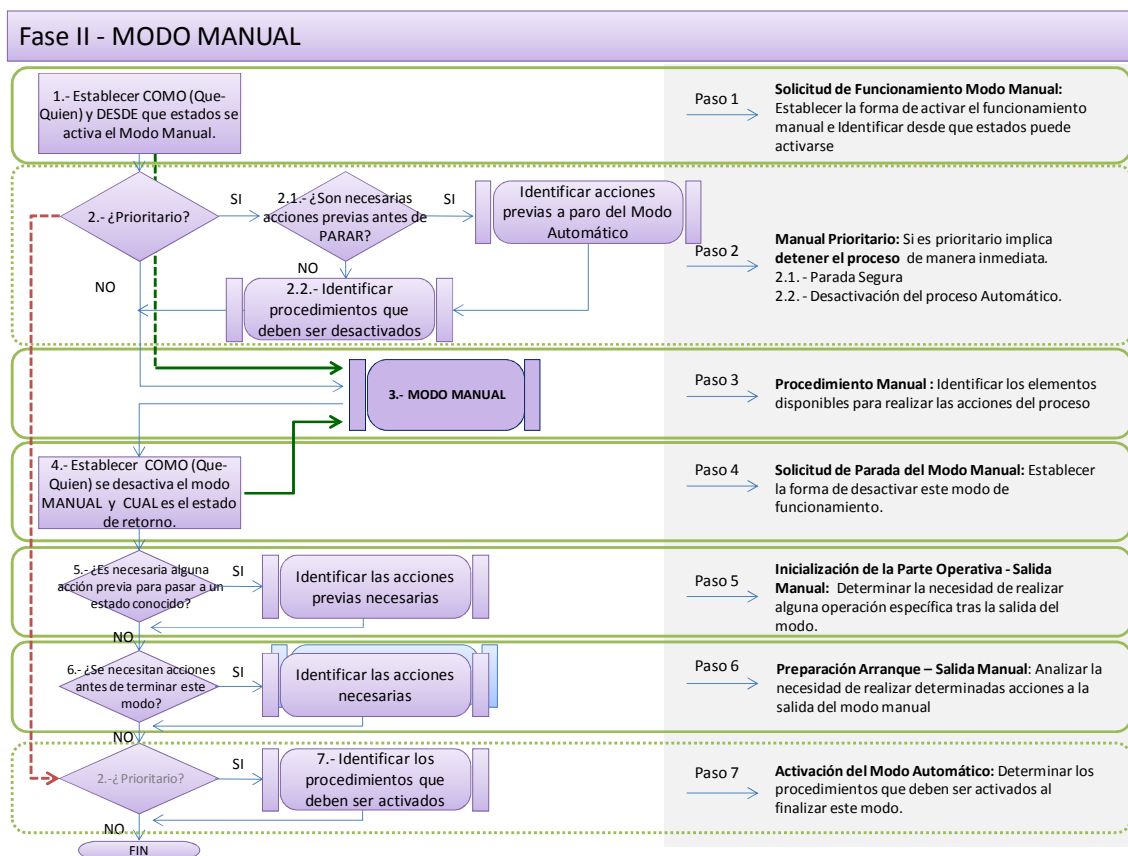 Fase II - MODO MANUAL
1.- Establecer COMO (Que-
Quien) y DESDE que estados se
activa el Modo Manual.
Paso 1
Solicitud de Funcionamiento Modo Manual:
Establecer la forma de activar el funcionamiento
manual e Identificar desde que estados puede
activarse
2.- ¿Prioritario?
SI
NO
2.1.- ¿Son necesarias
acciones previas antes de
PARAR?
SI
NO
Identificar acciones
previas a paro del Modo
Automático
2.2.- Identificar
procedimientos que
deben ser desactivados
Paso 2
Manual Prioritario: Si es prioritario implica
detener el proceso de manera inmediata.
2.1. - Parada Segura
2.2. - Desactivación del proceso Automático.
3.- MODO MANUAL
Paso 3
Procedimiento Manual : Identificar los elementos
disponibles para realizar las acciones del proceso
4.- Establecer COMO (Que-
Quien) se desactiva el modo
MANUAL y CUAL es el estado
de retorno.
Paso 4
Solicitud de Parada del Modo Manual: Establecer
la forma de desactivar este modo de
funcionamiento.
5.- ¿Es necesaria alguna
acción previa para pasar a un
estado conocido?
SI
NO
Identificar las acciones
previas necesarias
Paso 5
Inicialización de la Parte Operativa - Salida
Manual: Determinar la necesidad de realizar
alguna operación específica tras la salida del
modo.
6.- ¿Se necesitan acciones
antes de terminar este
modo?
SI
NO
Identificar las acciones
necesarias
Paso 6
Preparación Arranque – Salida Manual: Analizar la
necesidad de realizar determinadas acciones a la
salida del modo manual
2.-¿Prioritario?
SI
NO
7.- Identificar los
procedimientos que
deben ser activados
Paso 7
Activación del Modo Automático: Determinar los
procedimientos que deben ser activados al
finalizar este modo.
FIN